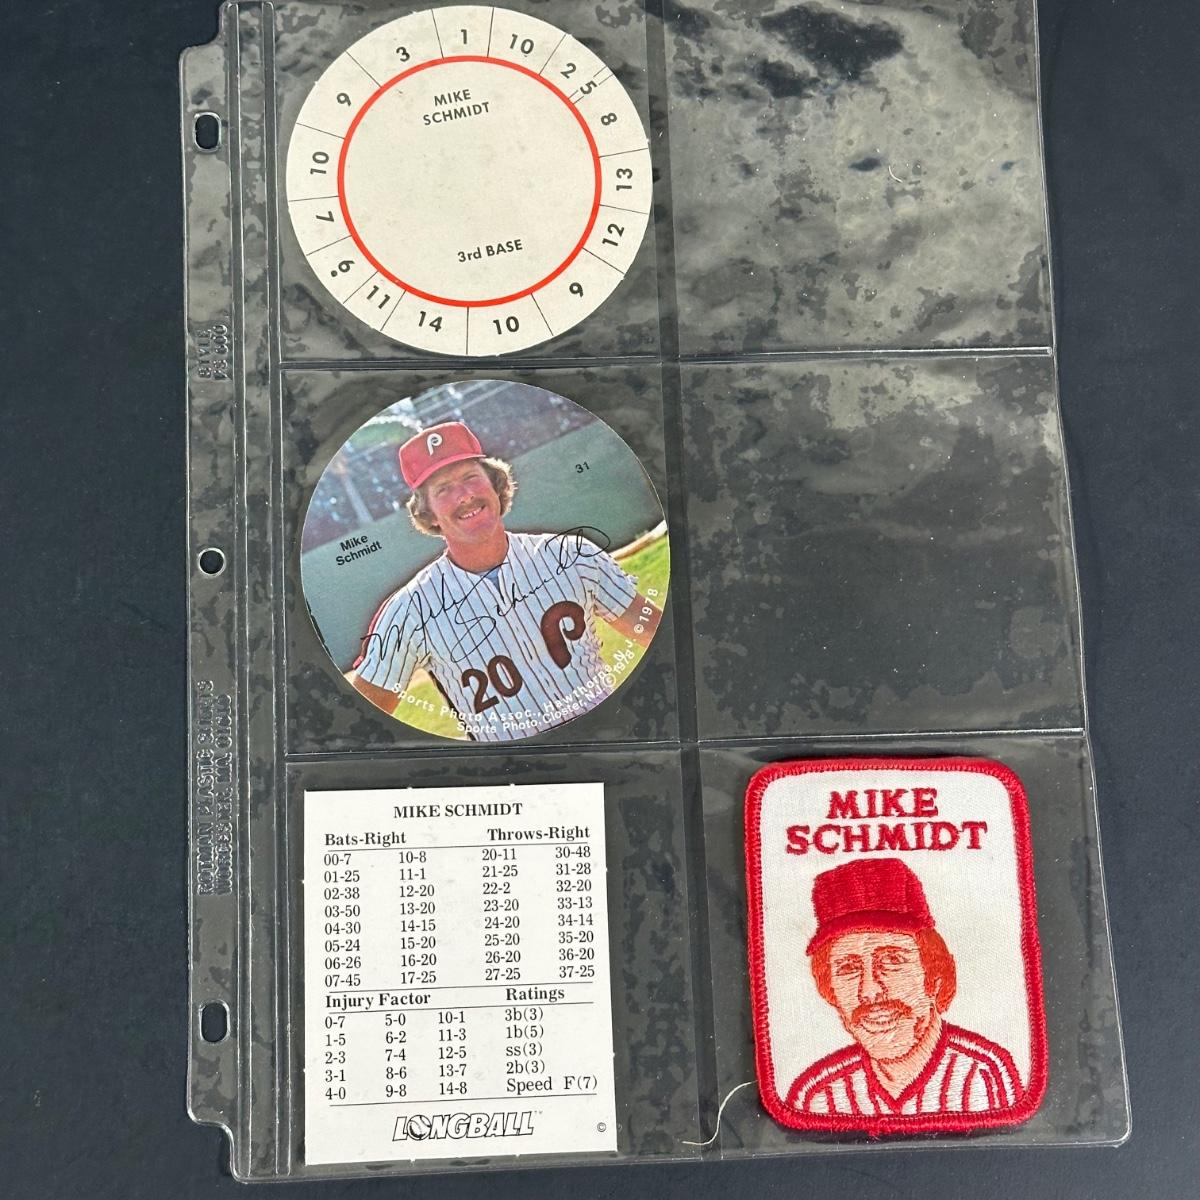 1
10
2
5
8
13
12
9
10
14
11
6.
7
10
9
3
MIKE
SCHMIDT
3rd BASE
P
31
Mike
Schmidt
Mike Schmidt
20 P
Sports Photo Assoc., Hawthorne, N.J. © 1978
Sports Photo, Closter, N.J. © 1978
MIKE SCHMIDT
Bats-Right Throws-Right
00-7 10-8 20-11 30-48
01-25 11-1 21-25 31-28
02-38 12-20 22-2 32-20
03-50 13-20 23-20 33-13
04-30 14-15 24-20 34-14
05-24 15-20 25-20 35-20
06-26 16-20 26-20 36-20
07-45 17-25 27-25 37-25
Injury Factor Ratings
0-7 5-0 10-1 3b(3)
1-5 6-2 11-3 1b(5)
2-3 7-4 12-5 ss(3)
3-1 8-6 13-7 2b(3)
4-0 9-8 14-8 Speed F(7)
LONGBALL™
©
MIKE
SCHMIDT